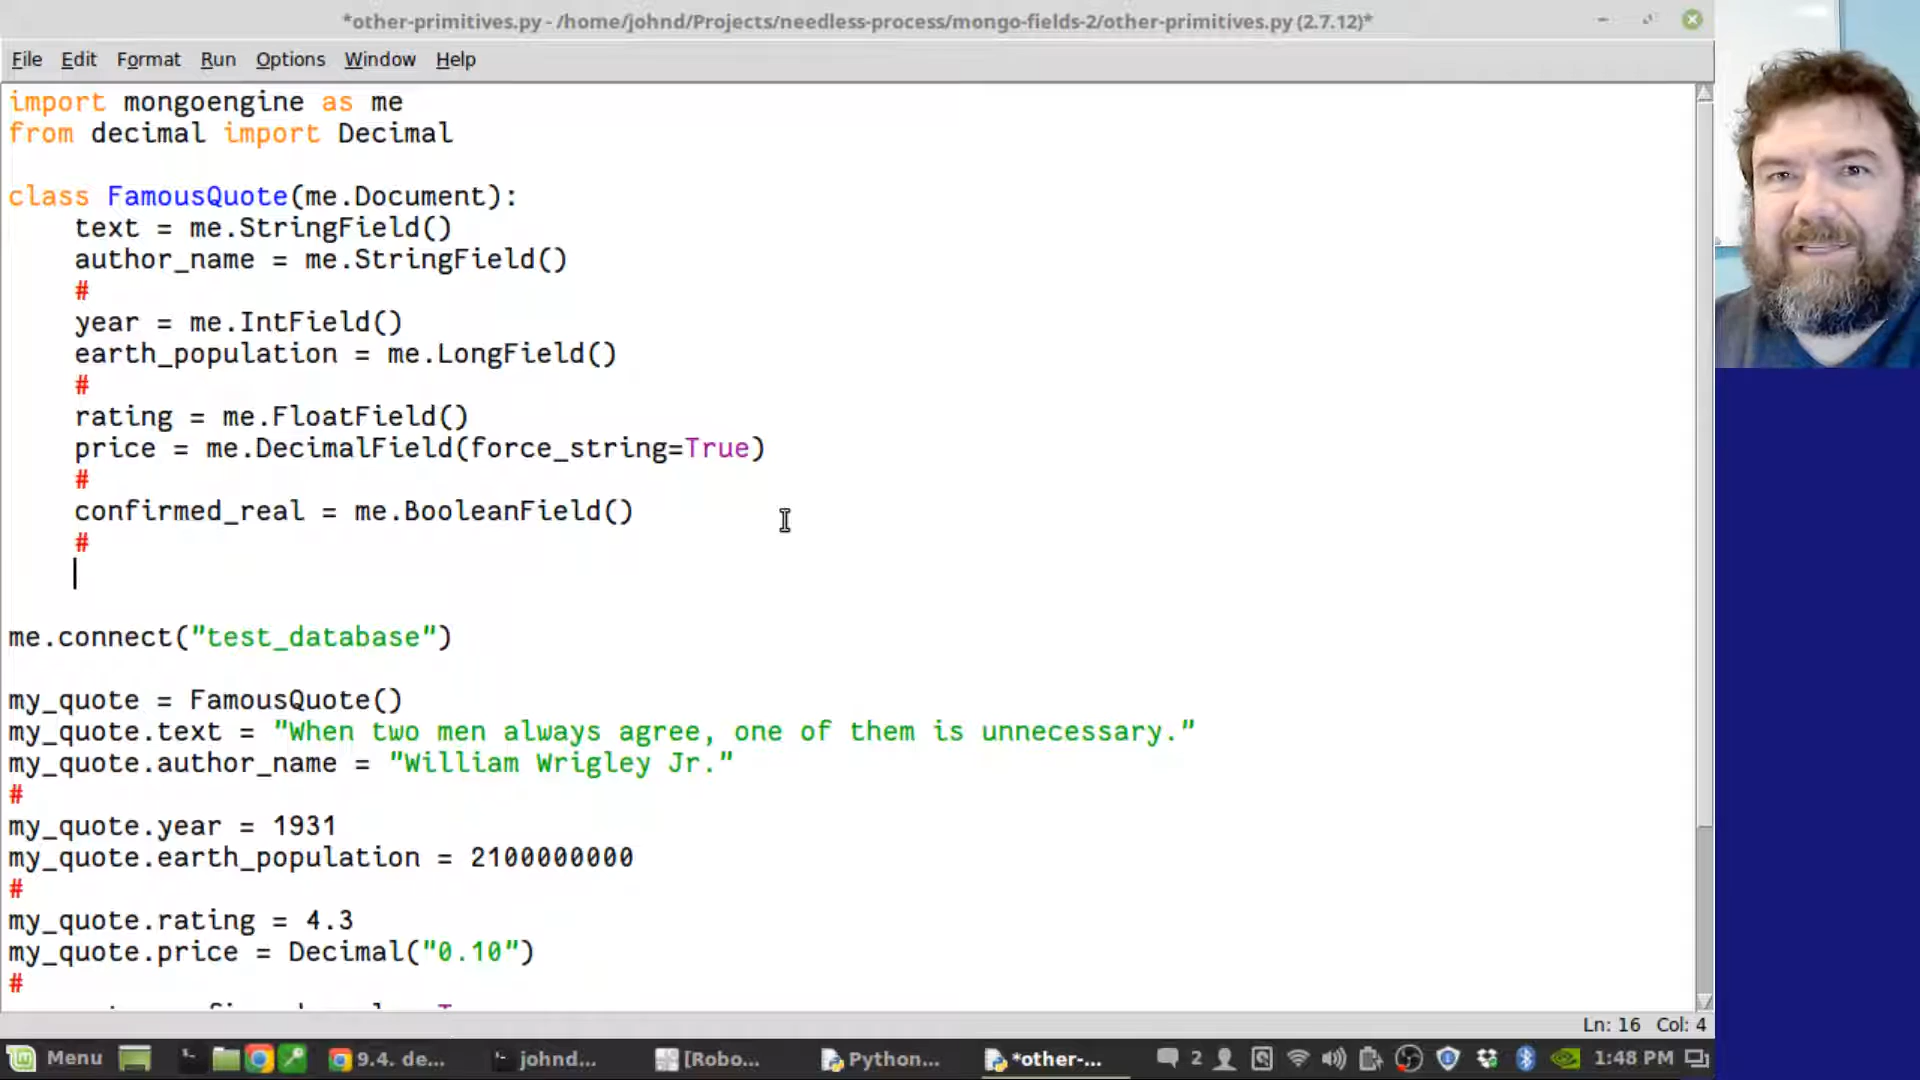 *other-primitives.py - /home/johnd/Projects/needless-process/mongo-fields-2/other-primitives.py (2.7.12)*
File Edit Format Run Options Window Help
import mongoengine as me
from decimal import Decimal
class FamousQuote(me.Document):
text = me.StringField()
author_name = me.StringField()
#
year = me.IntField()
earth_population = me.LongField()
#
rating = me.FloatField()
price = me.DecimalField(force_string=True)
#
confirmed_real = me.BooleanField()
#
me.connect("test_database")
my_quote = FamousQuote()
my_quote.text = "When two men always agree, one of them is unnecessary."
my_quote.author_name = "William Wrigley Jr."
#
my_quote.year = 1931
my_quote.earth_population = 2100000000
#
my_quote.rating = 4.3
my_quote.price = Decimal("0.10")
#
Ln: 16 Col: 4
Menu 9.4. de... johnd... [Robo... Python... *other-... 2 1:48 PM